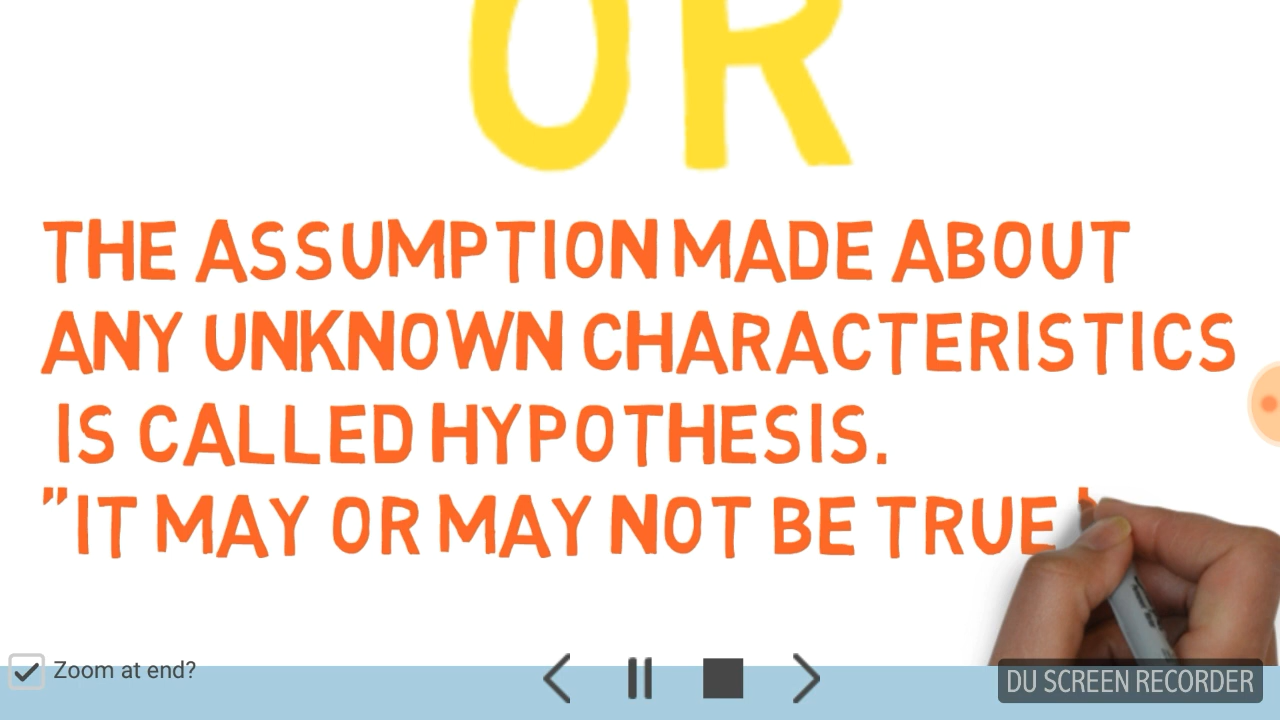 OR
THE ASSUMPTION MADE ABOUT
ANY UNKNOWN CHARACTERISTICS
IS CALLED HYPOTHESIS.
"IT MAY OR MAY NOT BE TRUE'
Zoom at end?
DU SCREEN RECORDER